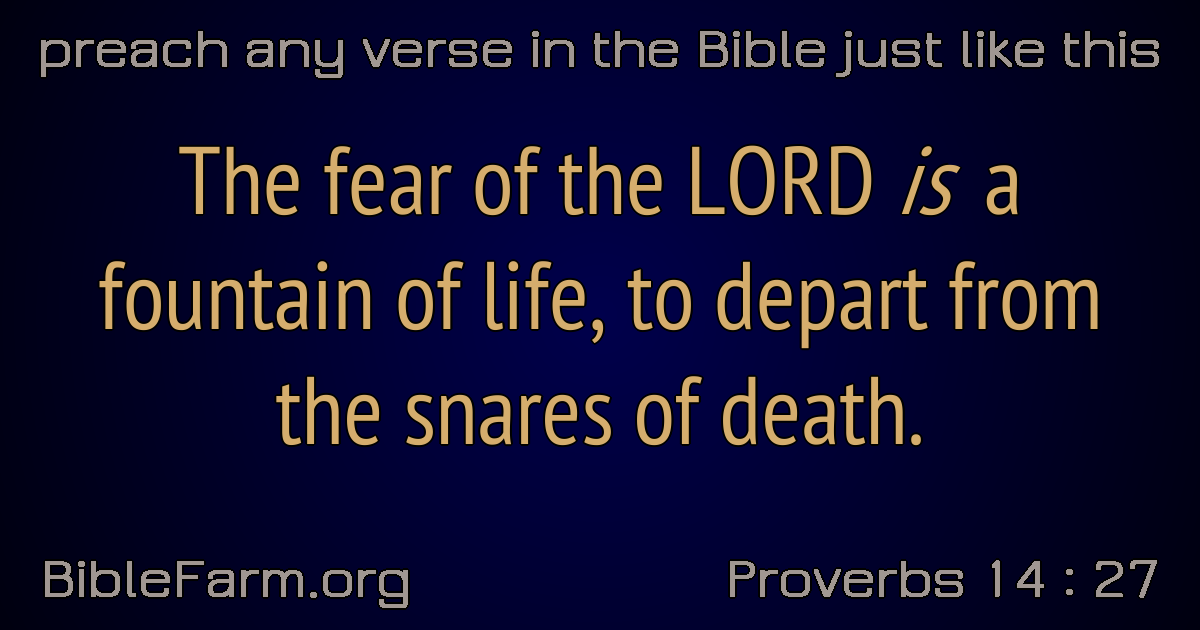 preach any verse in the Bible just like this
The fear of the LORD is a
fountain of life, to depart from
the snares of death.
BibleFarm.org
Proverbs 14 : 27